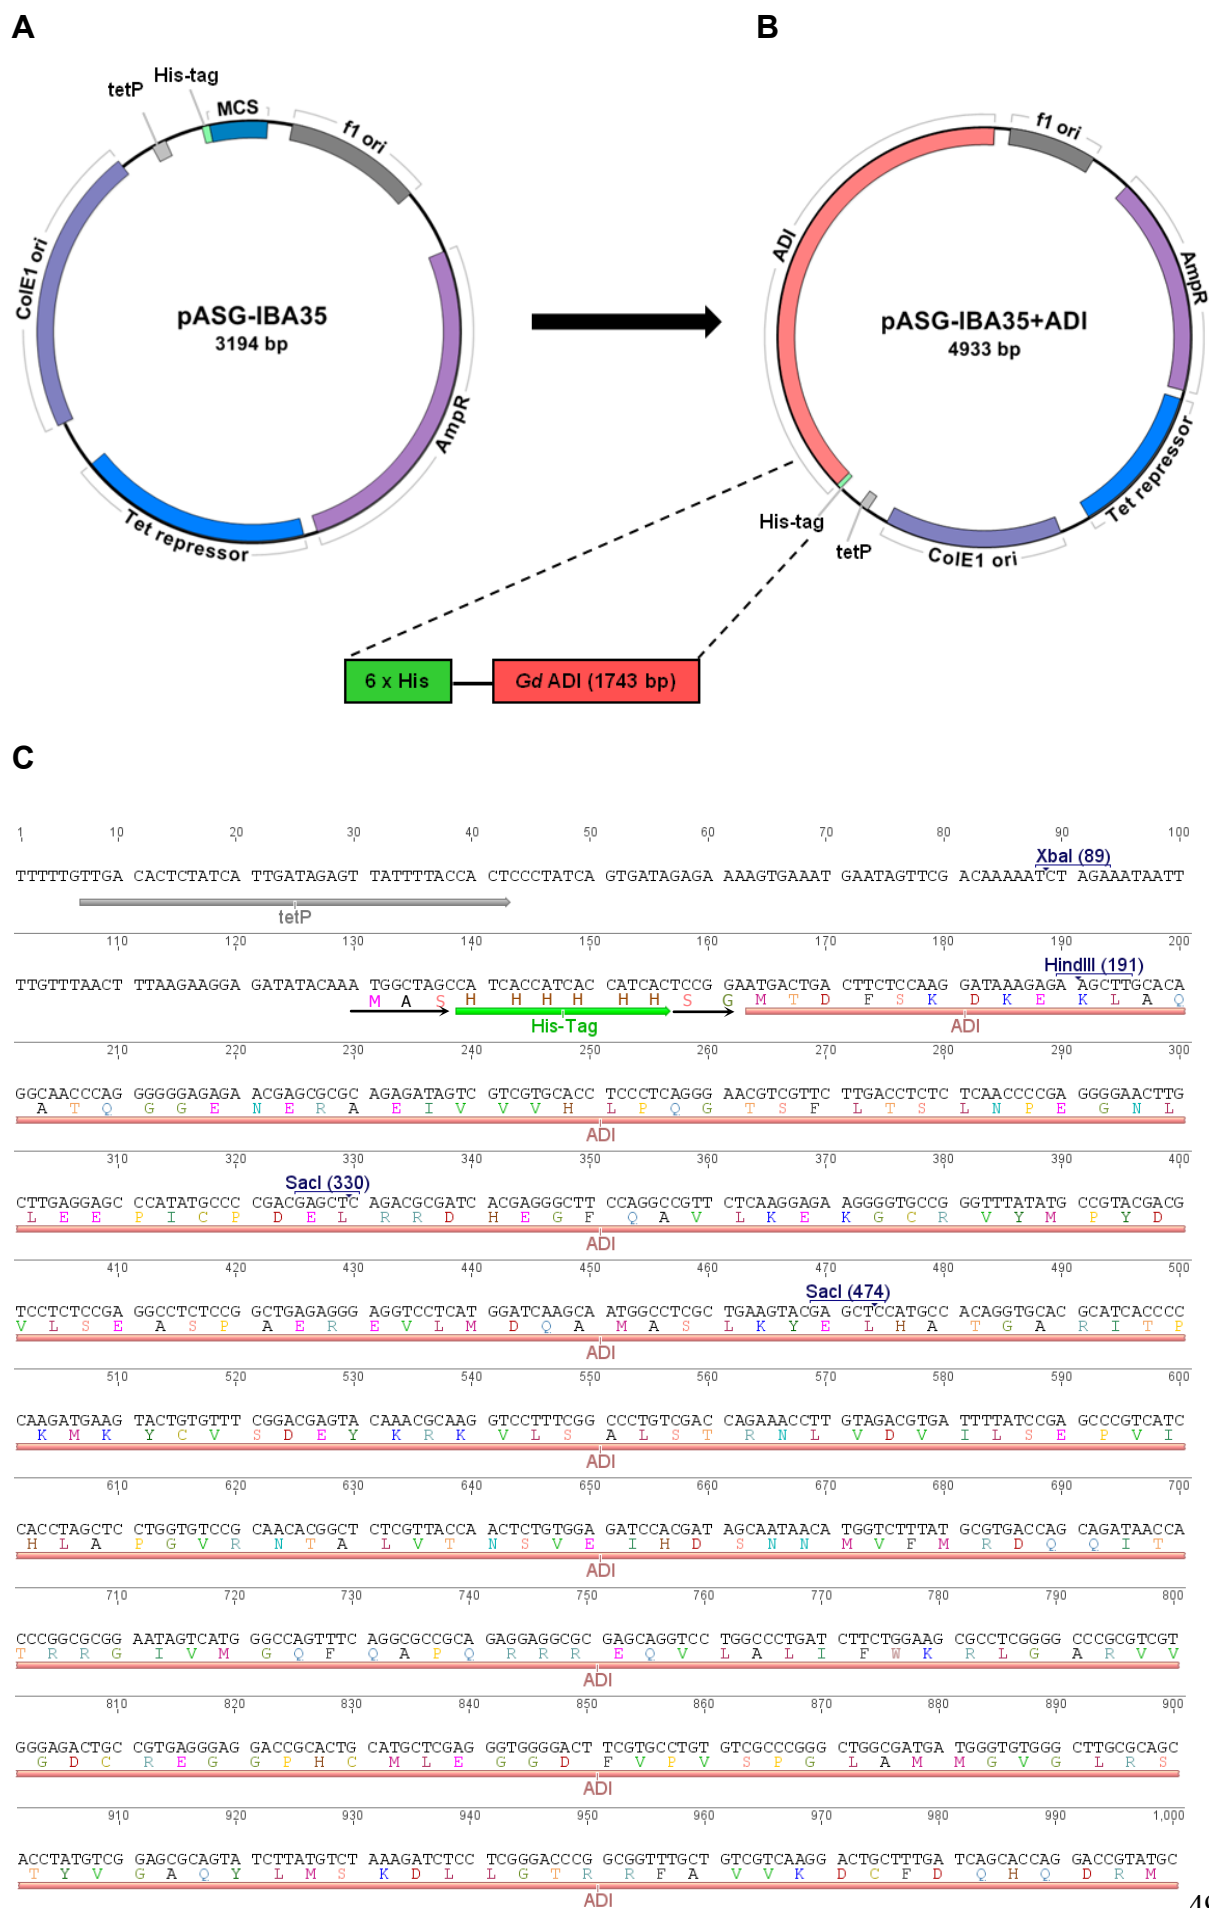 A
B
His-tag
tetP
MCS
f1 ori
ColE1 ori
pASG-IBA35
3194 bp
AmpR
Tet repressor
f1 ori
ADI
AmpR
pASG-IBA35+ADI
4933 bp
Tet repressor
His-tag
tetP
ColE1 ori
6 x His
Gd ADI (1743 bp)
C
1 10 20 30 40 50 60 70 80 90 100
XbaI (89)
TTTTTGTTGA CACTCTATCA TTGATAGAGT TATTTTACCA CTCCCTATCA GTGATAGAGA AAAGTGAAAT GAATAGTTCG ACAAAAATCT AGAAATAATT
tetP
110 120 130 140 150 160 170 180 190 200
HindIII (191)
TTGTTTAACT TTAAGAAGGA GATATACAAA TGGCTAGCCA TCACCATCAC CATCACTCCG GAATGACTGA CTTCTCCAAG GATAAAGAGA AGCTTGCACA
M A S H H H H H H S G M T D F S K D K E K L A Q
His-Tag
ADI
210 220 230 240 250 260 270 280 290 300
GGCAACCCAG GGGGGAGAGA ACGAGCGCGC AGAGATAGTC GTCGTGCACC TCCCTCAGGG AACGTCGTTC TTGACCTCTC TCAACCCCGA GGGGAACTTG
A T Q G G E N E R A E I V V V H L P Q G T S F L T S L N P E G N L
ADI
310 320 330 340 350 360 370 380 390 400
SacI (330)
CTTGAGGAGC CCATATGCCC CGACGAGCTC AGACGCGATC ACGAGGGCTT CCAGGCCGTT CTCAAGGAGA AGGGGTGCCG GGTTTATATG CCGTACGACG
L E E P I C P D E L R R D H E G F Q A V L K E K G C R V Y M P Y D
ADI
410 420 430 440 450 460 470 480 490 500
SacI (474)
TCCTCTCCGA GGCCTCTCCG GCTGAGAGGG AGGTCCTCAT GGATCAAGCA ATGGCCTCGC TGAAGTACGA GCTCCATGCC ACAGGTGCAC GCATCACCCC
V L S E A S P A E R E V L M D Q A M A S L K Y E L H A T G A R I T P
ADI
510 520 530 540 550 560 570 580 590 600
CAAGATGAAG TACTGTGTTT CGGACGAGTA CAAACGCAAG GTCCTTTCGG CCCTGTCGAC CAGAAACCTT GTAGACGTGA TTTTATCCGA GCCCGTCATC
K M K Y C V S D E Y K R K V L S A L S T R N L V D V I L S E P V I
ADI
610 620 630 640 650 660 670 680 690 700
CACCTAGCTC CTGGTGTCCG CAACACGGCT CTCGTTACCA ACTCTGTGGA GATCCACGAT AGCAATAACA TGGTCTTTAT GCGTGACCAG CAGATAACCA
H L A P G V R N T A L V T N S V E I H D S N N M V F M R D Q Q I T
ADI
710 720 730 740 750 760 770 780 790 800
CCCGGCGCGG AATAGTCATG GGCCAGTTTC AGGCGCCGCA GAGGAGGCGC GAGCAGGTCC TGGCCCTGAT CTTCTGGAAG CGCCTCGGGG CCCGCGTCGT
T R R G I V M G Q F Q A P Q R R R E Q V L A L I F W K R L G A R V V
ADI
810 820 830 840 850 860 870 880 890 900
GGGAGACTGC CGTGAGGGAG GACCGCACTG CATGCTCGAG GGTGGGGACT TCGTGCCTGT GTCGCCCGGG CTGGCGATGA TGGGTGTGGG CTTGCGCAGC
G D C R E G G P H C M L E G G D F V P V S P G L A M M G V G L R S
ADI
910 920 930 940 950 960 970 980 990 1,000
ACCTATGTCG GAGCGCAGTA TCTTATGTCT AAAGATCTCC TCGGGACCCG GCGGTTTGCT GTCGTCAAGG ACTGCTTTGA TCAGCACCAG GACCGTATGC
T Y V G A Q Y L M S K D L L G T R R F A V V K D C F D Q H Q D R M
ADI